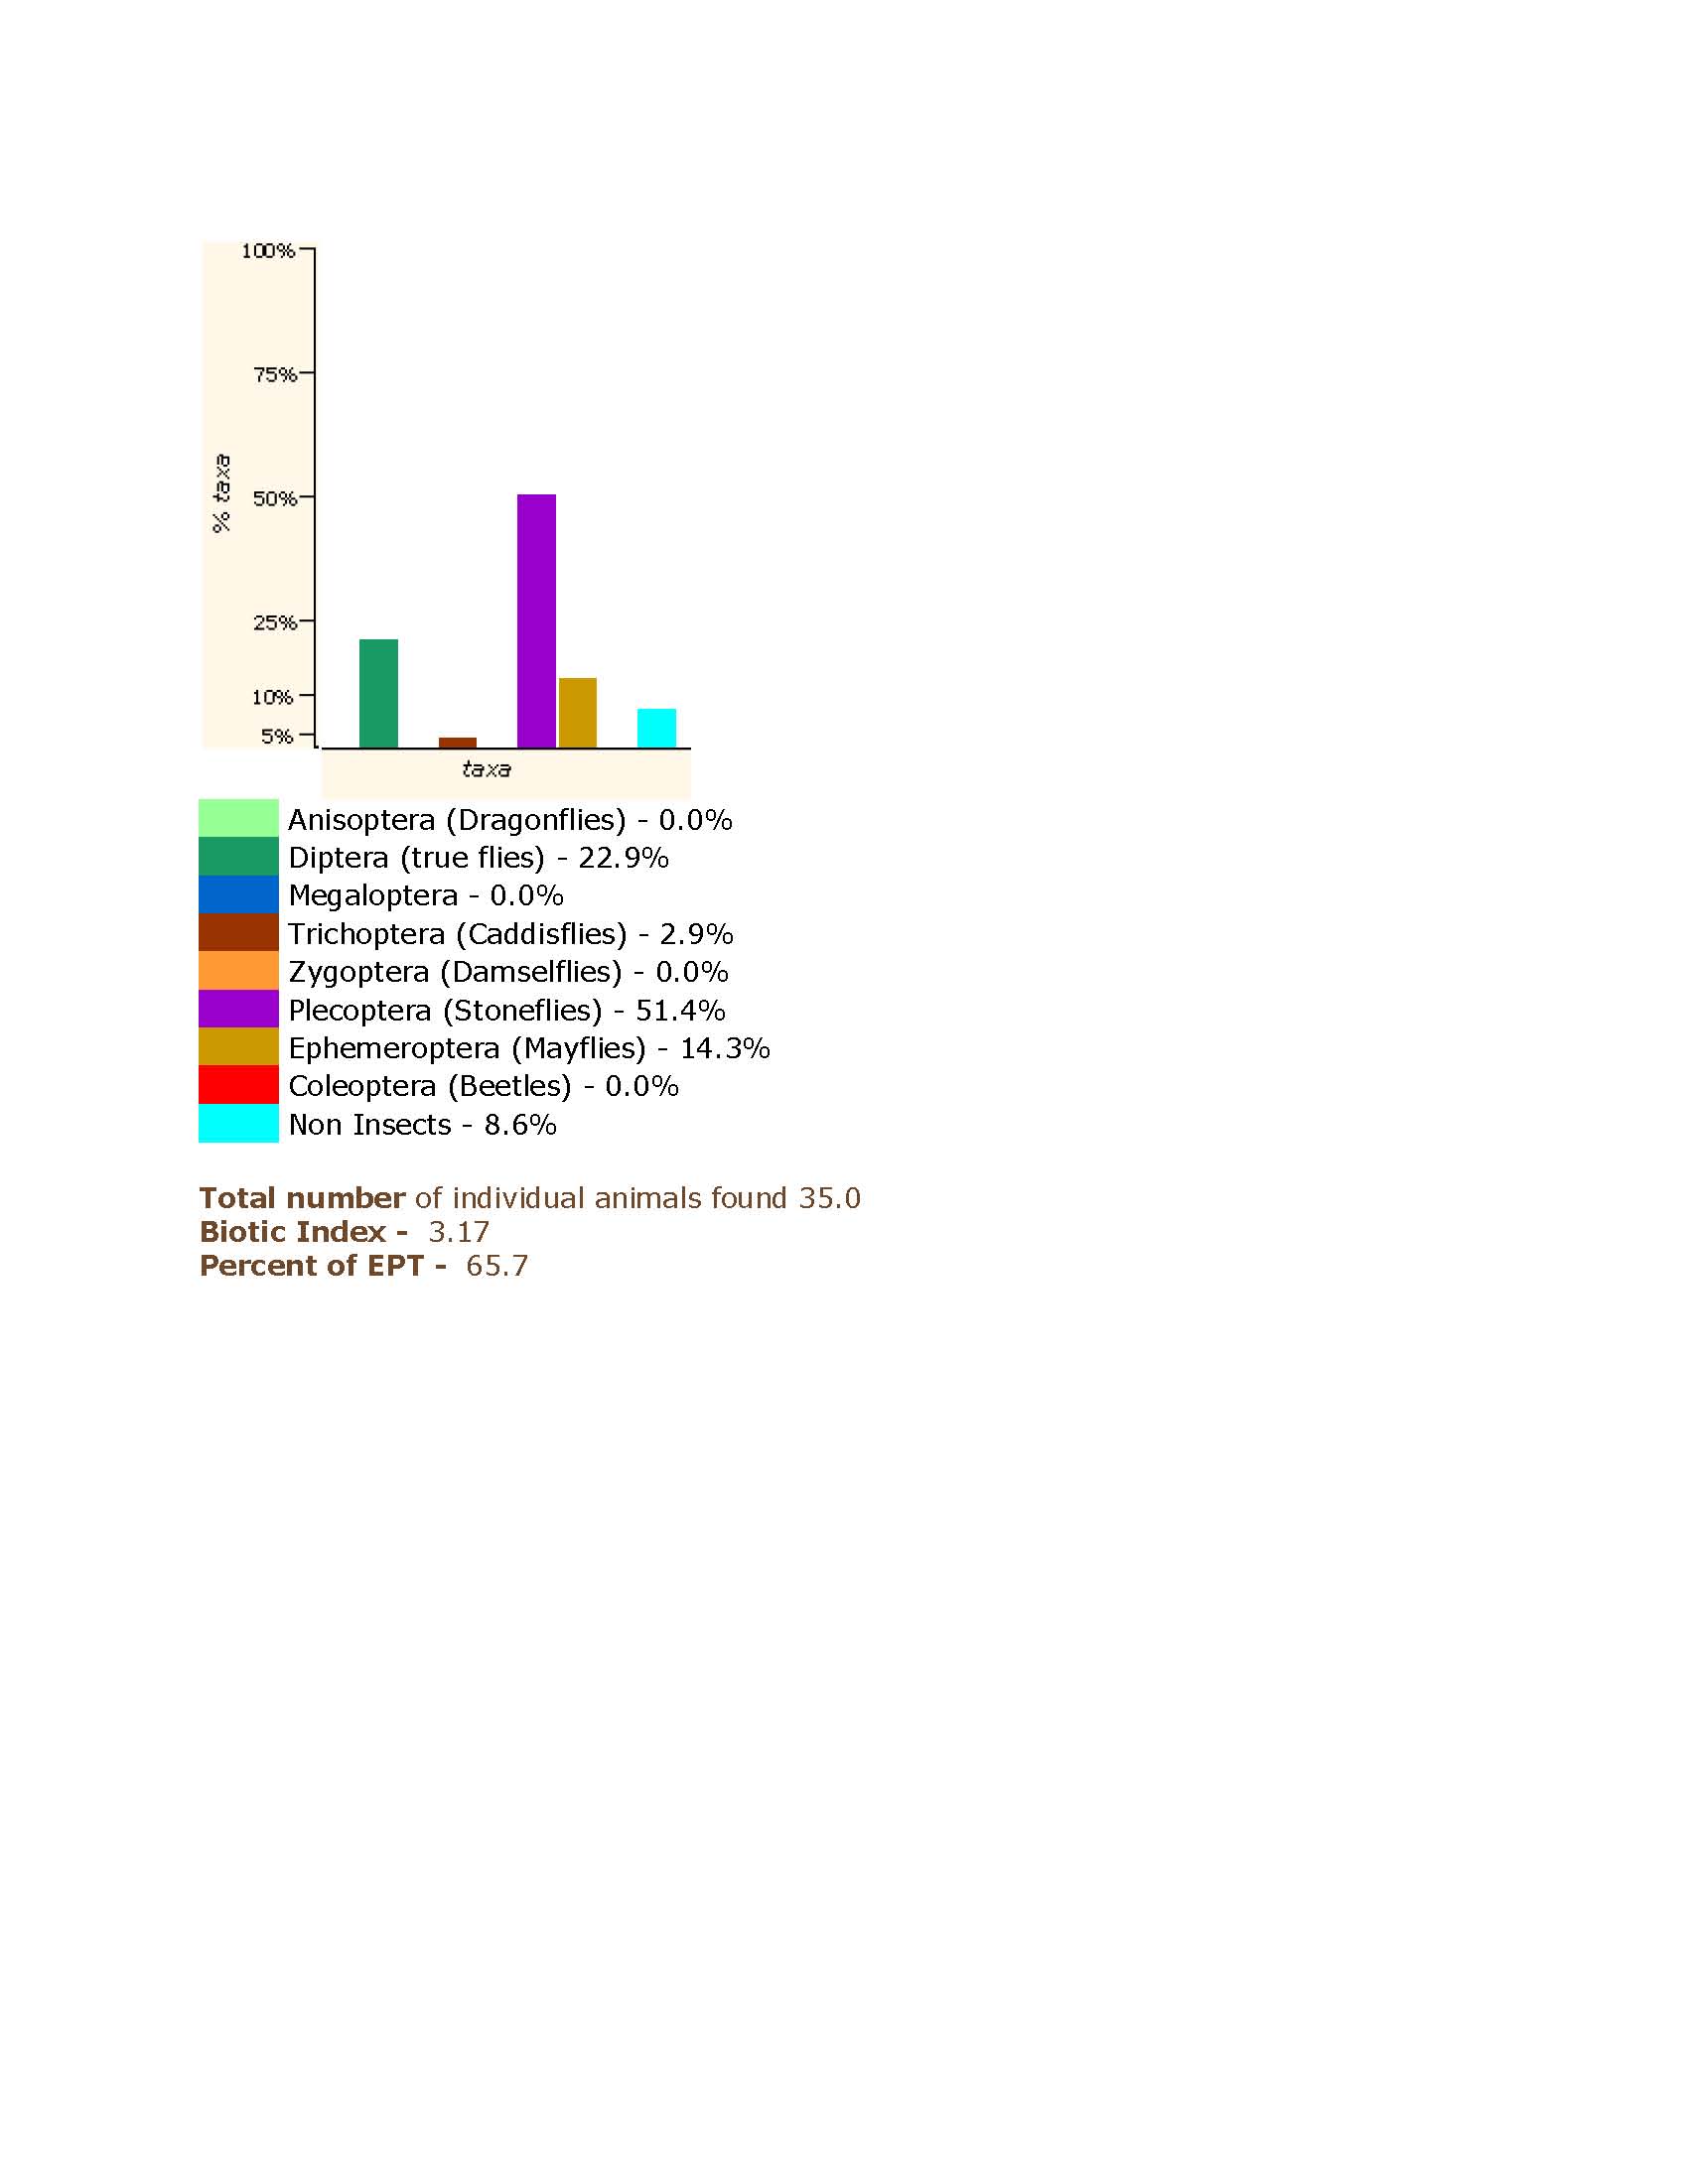 100%
75%
50%
25%
10%
5%
% taxa
taxa
Anisoptera (Dragonflies) - 0.0%
Diptera (true flies) - 22.9%
Megaloptera - 0.0%
Trichoptera (Caddisflies) - 2.9%
Zygoptera (Damselflies) - 0.0%
Plecoptera (Stoneflies) - 51.4%
Ephemeroptera (Mayflies) - 14.3%
Coleoptera (Beetles) - 0.0%
Non Insects - 8.6%
Total number of individual animals found 35.0
Biotic Index - 3.17
Percent of EPT - 65.7